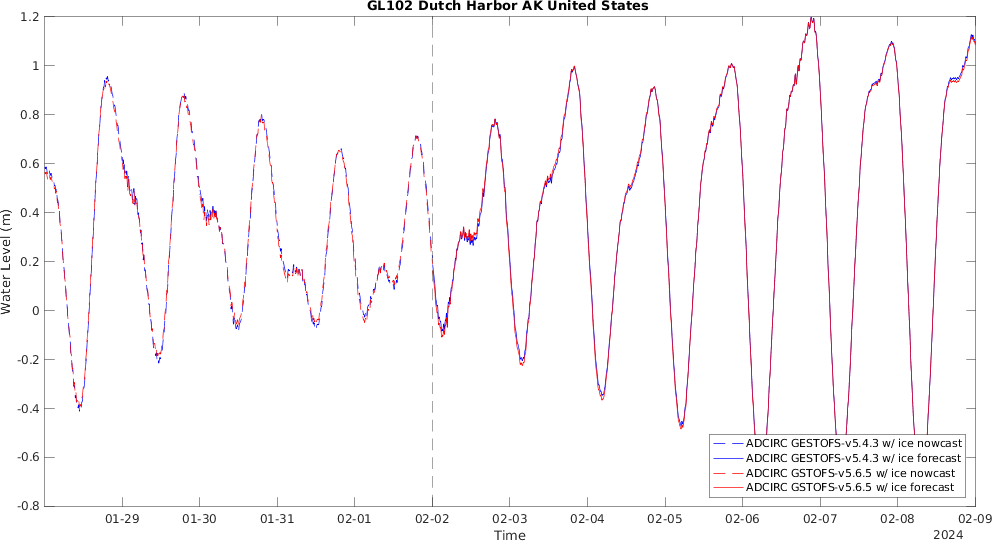 GL102 Dutch Harbor AK United States
1.2
1
0.8
0.6
0.4
0.2
0
-0.2
-0.4
-0.6
-0.8
Water Level (m)
ADCIRC GESTOFS-v5.4.3 w/ ice nowcast
ADCIRC GESTOFS-v5.4.3 w/ ice forecast
ADCIRC GSTOFS-v5.6.5 w/ ice nowcast
ADCIRC GSTOFS-v5.6.5 w/ ice forecast
01-29 01-30 01-31 02-01 02-02 02-03 02-04 02-05 02-06 02-07 02-08 02-09
Time
2024